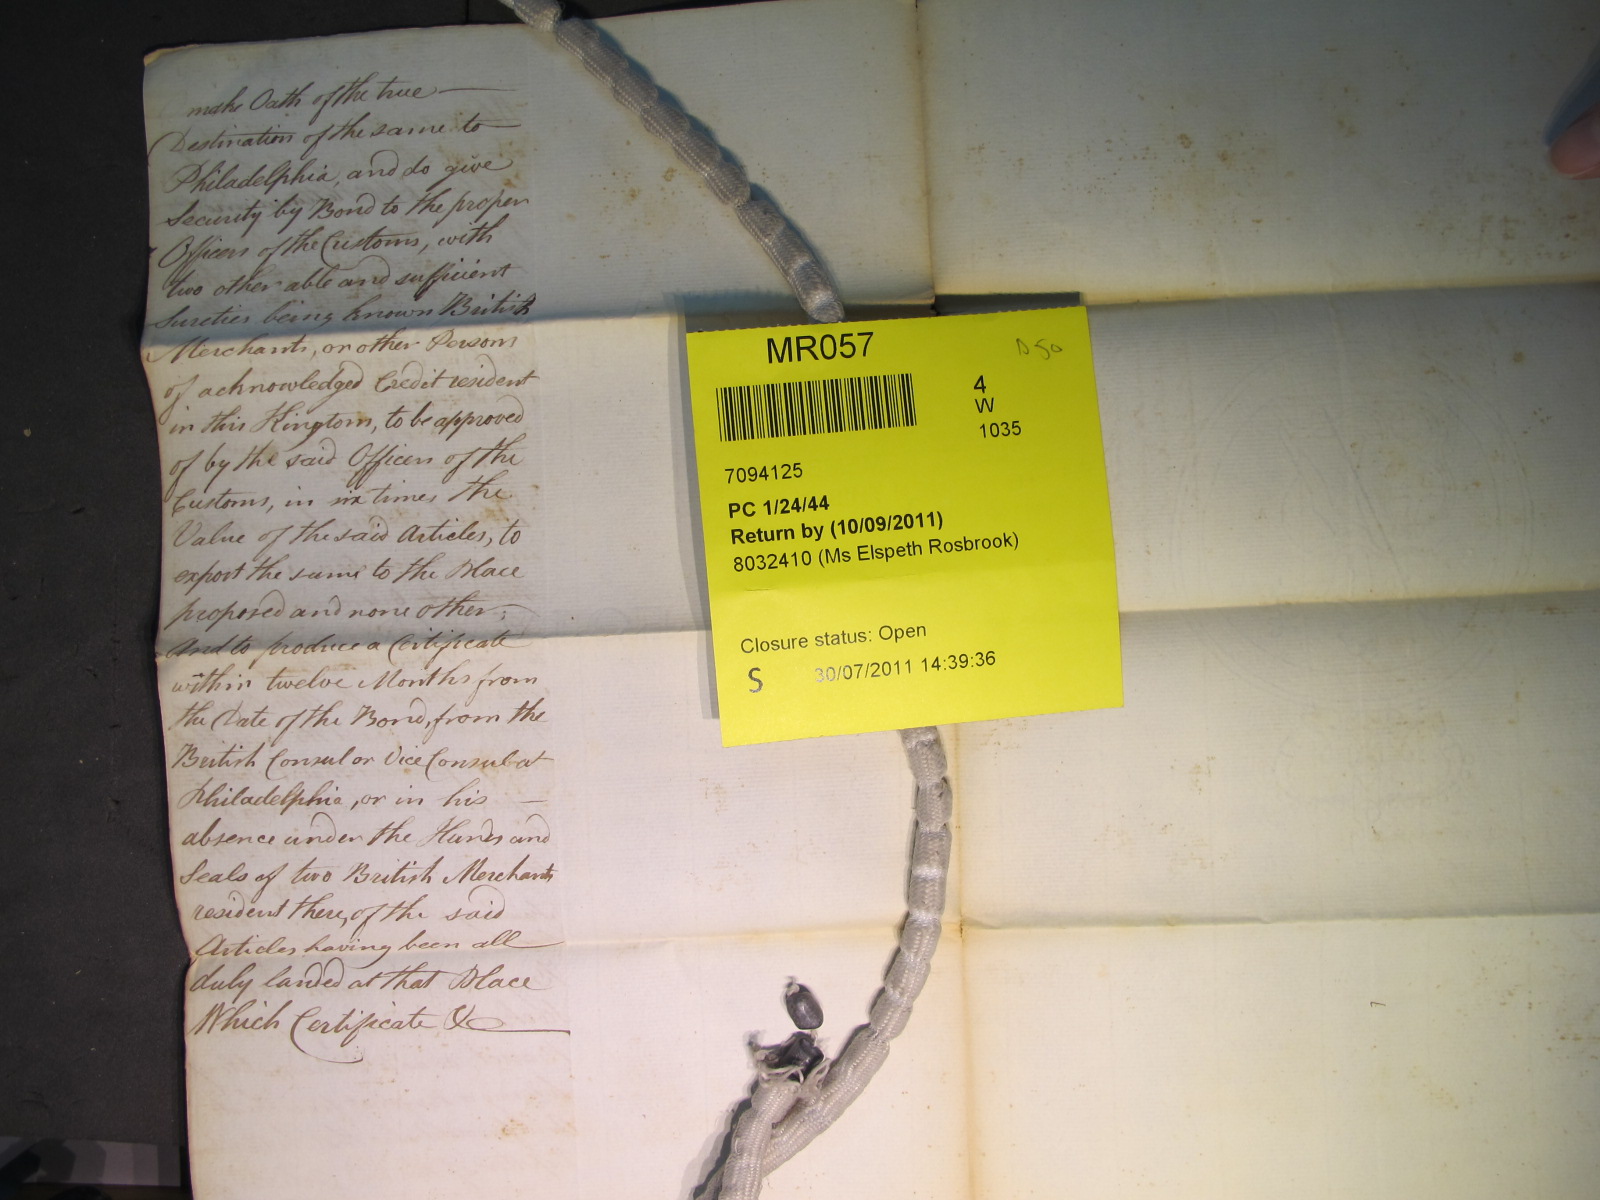 make Oath of the true —
Destination of the same to
Philadelphia, and do give
Security by Bond to the proper
Officers of the Customs, with
two other able and sufficient
Sureties being known British
Merchants, or other Persons
of acknowledged Credit resident
in this Kingdom, to be approved
of by the said Officers of the
Customs, in six times the
Value of the said Articles, to
export the same to the Place
proposed and none other;
And to produce a Certificate
within twelve Months from
the Date of the Bond, from the
British Consul or Vice Consul at
Philadelphia, or in his —
absence under the Hands and
Seals of two British Merchants
resident there, of the said
Articles having been all
duly landed at that Place
Which Certificate &c
MR057
D50
4
W
1035
7094125
PC 1/24/44
Return by (10/09/2011)
8032410 (Ms Elspeth Rosbrook)
Closure status: Open
S 30/07/2011 14:39:36